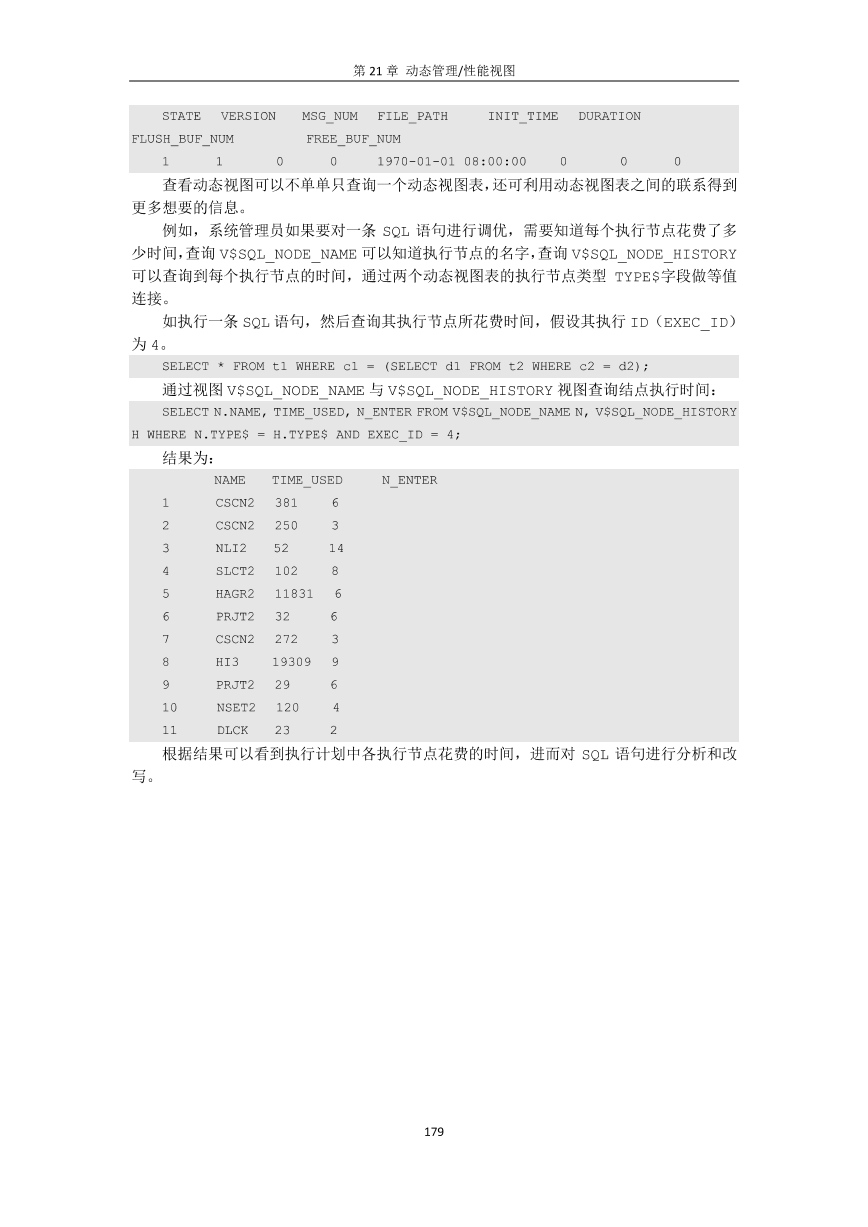 第 21 章 动态管理/性能视图
STATE VERSION MSG_NUM FILE_PATH INIT_TIME DURATION
FLUSH_BUF_NUM FREE_BUF_NUM
1 1 0 0 1970-01-01 08:00:00 0 0 0
查看动态视图可以不单单只查询一个动态视图表，还可利用动态视图表之间的联系得到
更多想要的信息。
例如，系统管理员如果要对一条 SQL 语句进行调优，需要知道每个执行节点花费了多
少时间，查询 V$SQL_NODE_NAME 可以知道执行节点的名字，查询 V$SQL_NODE_HISTORY
可以查询到每个执行节点的时间，通过两个动态视图表的执行节点类型 TYPE$字段做等值
连接。
如执行一条 SQL 语句，然后查询其执行节点所花费时间，假设其执行 ID（EXEC_ID）
为 4。
SELECT * FROM t1 WHERE c1 = (SELECT d1 FROM t2 WHERE c2 = d2);
通过视图 V$SQL_NODE_NAME 与 V$SQL_NODE_HISTORY 视图查询结点执行时间：
SELECT N.NAME, TIME_USED, N_ENTER FROM V$SQL_NODE_NAME N, V$SQL_NODE_HISTORY
H WHERE N.TYPE$ = H.TYPE$ AND EXEC_ID = 4;
结果为：
NAME TIME_USED N_ENTER
1 CSCN2 381 6
2 CSCN2 250 3
3 NLI2 52 14
4 SLCT2 102 8
5 HAGR2 11831 6
6 PRJT2 32 6
7 CSCN2 272 3
8 HI3 19309 9
9 PRJT2 29 6
10 NSET2 120 4
11 DLCK 23 2
根据结果可以看到执行计划中各执行节点花费的时间，进而对 SQL 语句进行分析和改
写。
179